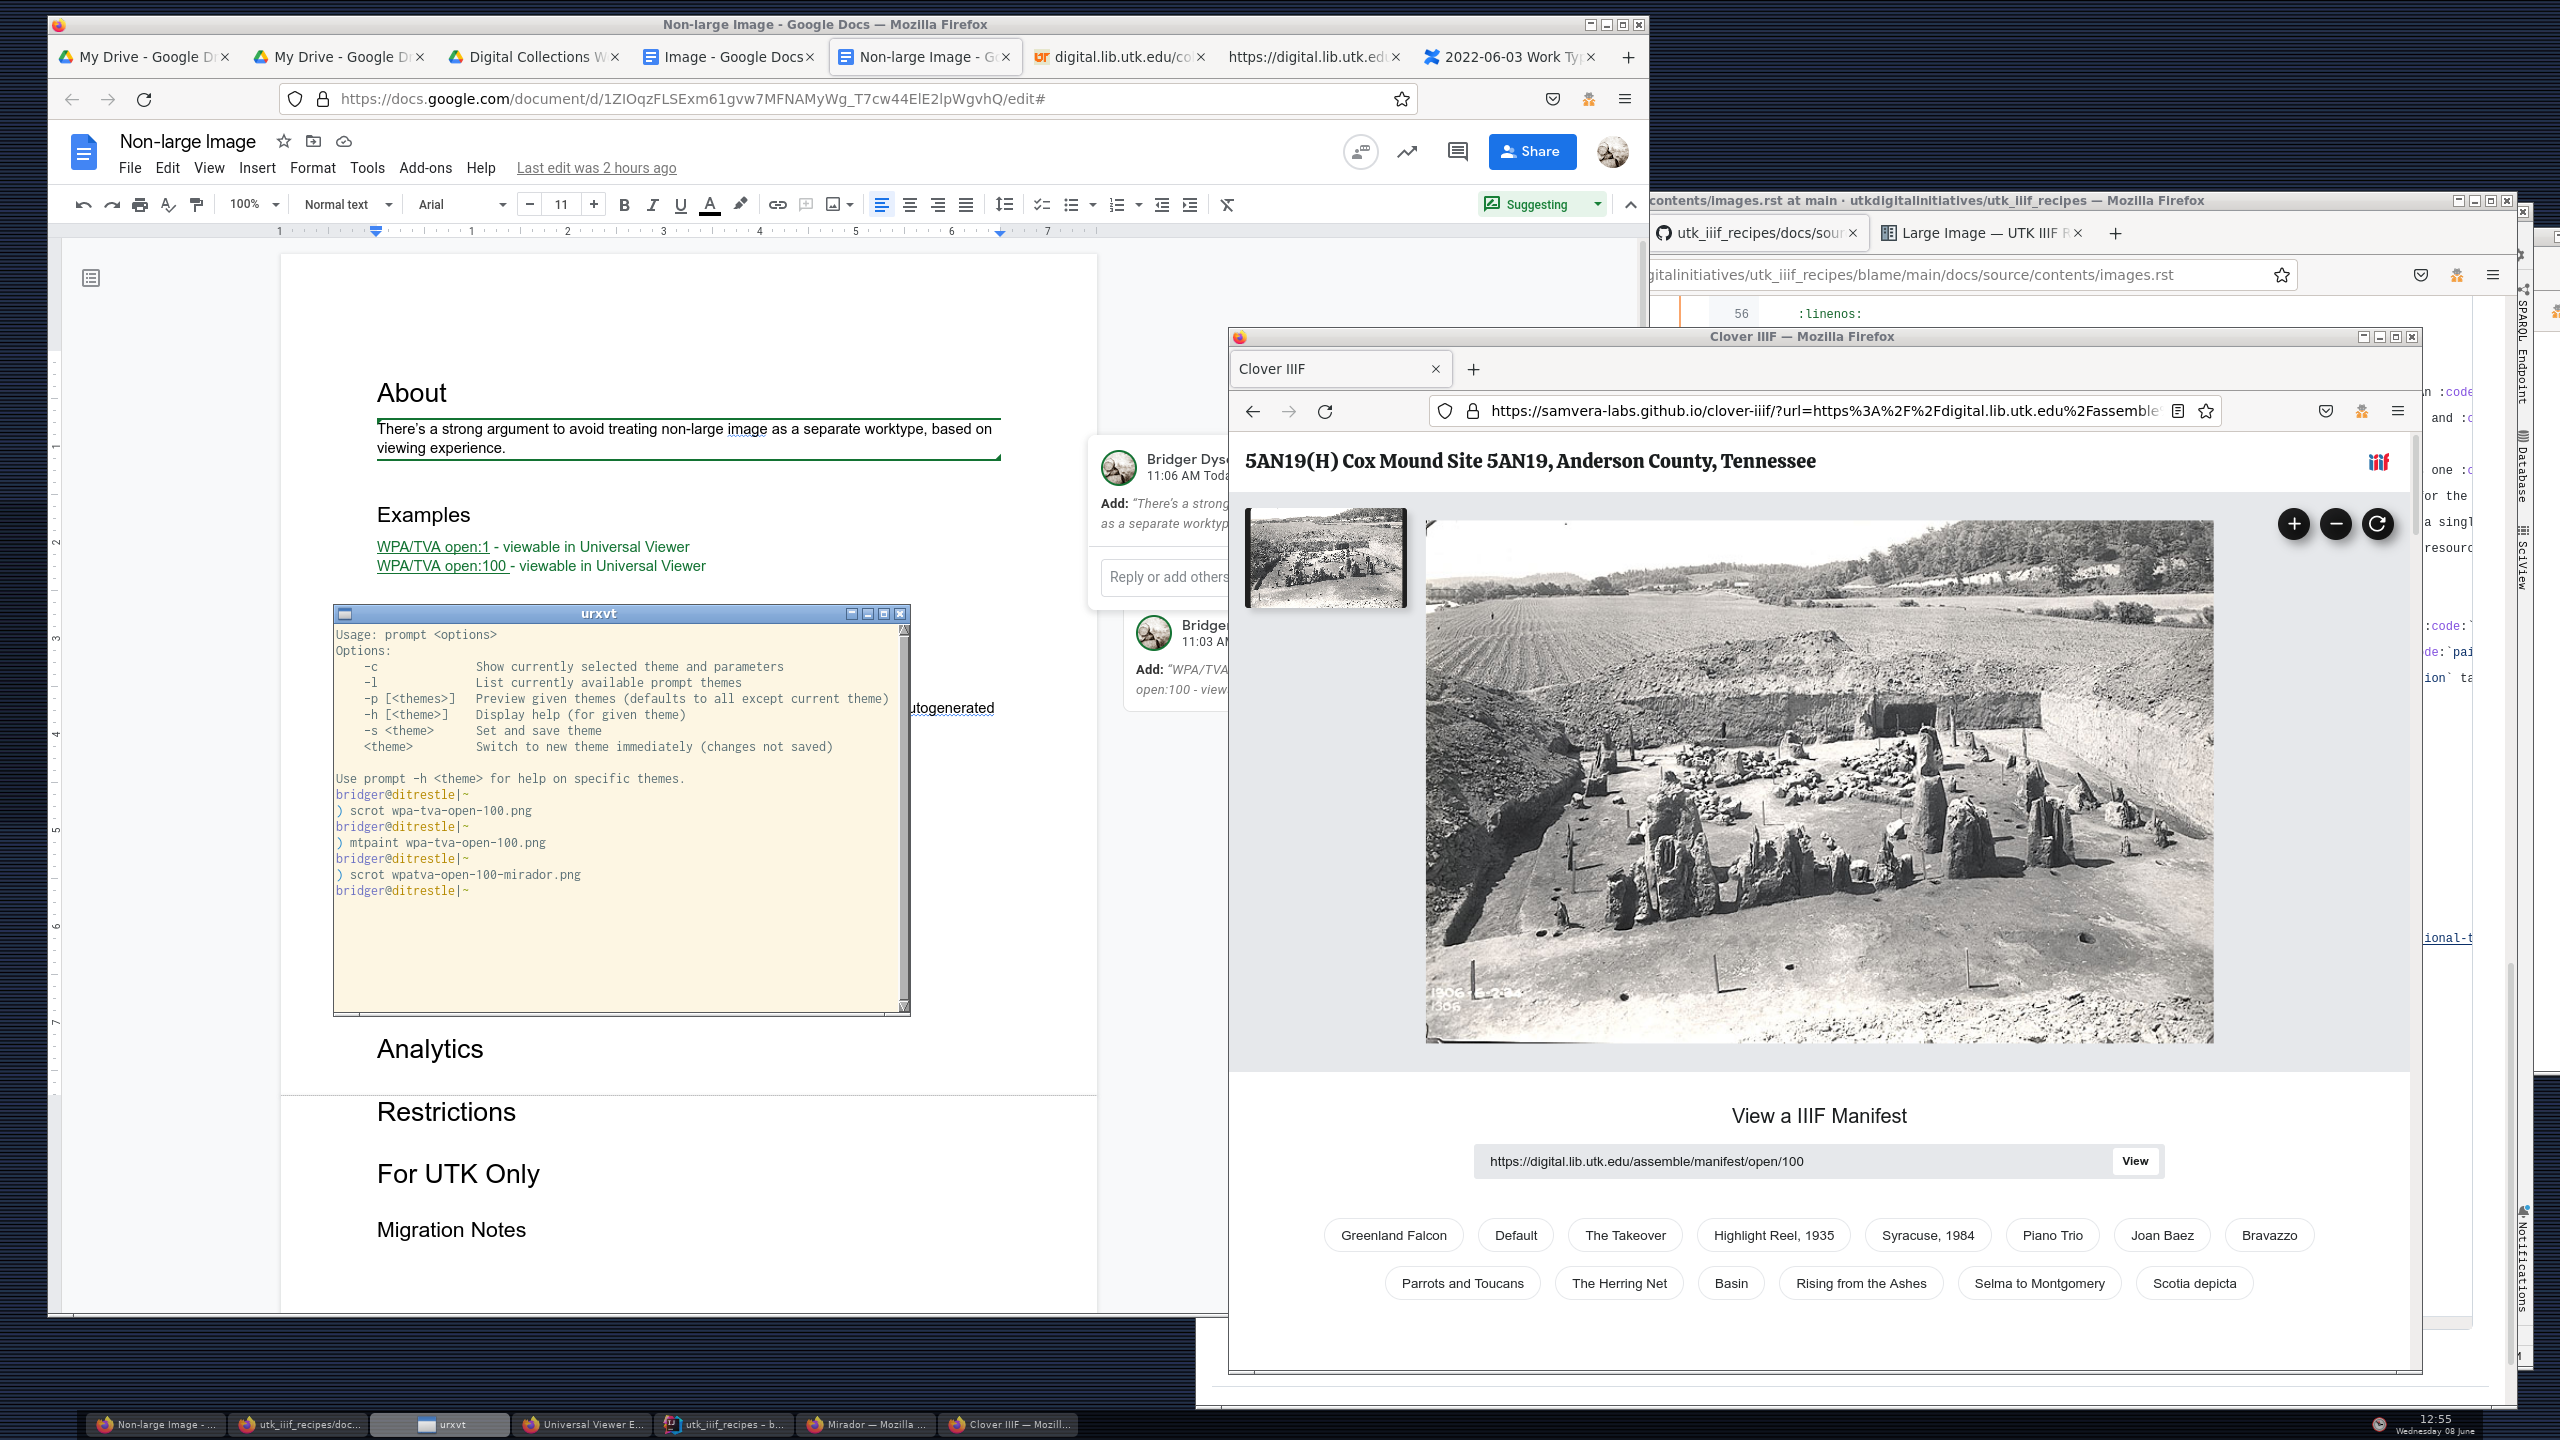 Non-large Image - Google Docs — Mozilla Firefox
My Drive - Google D
My Drive - Google D
Digital Collections W
Image - Google Docs
Non-large Image - G
digital.lib.utk.edu/co
https://digital.lib.utk.ed
2022-06-03 Work Ty
https://docs.google.com/document/d/1ZIOqzFLSExm61gvw7MFNAMyWg_T7cw44ElE2lpWgvhQ/edit#
Non-large Image
File Edit View Insert Format Tools Add-ons Help Last edit was 2 hours ago
Share
100% Normal text Arial 11
Suggesting
1 1 2 3 4 5 6 7
About
There's a strong argument to avoid treating non-large image as a separate worktype, based on
viewing experience.
Examples
WPA/TVA open:1 - viewable in Universal Viewer
WPA/TVA open:100 - viewable in Universal Viewer
utogenerated
Analytics
Restrictions
For UTK Only
Migration Notes
Bridger Dys
11:06 AM Toda
Add: "There's a strong
as a separate worktyp
Reply or add others
Bridger
11:03 AM
Add: "WPA/TVA
open:100 - view
urxvt
Usage: prompt <options>
Options:
-c Show currently selected theme and parameters
-l List currently available prompt themes
-p [<themes>] Preview given themes (defaults to all except current theme)
-h [<theme>] Display help (for given theme)
-s <theme> Set and save theme
<theme> Switch to new theme immediately (changes not saved)
Use prompt -h <theme> for help on specific themes.
bridger@ditrestle|~
) scrot wpa-tva-open-100.png
bridger@ditrestle|~
) mtpaint wpa-tva-open-100.png
bridger@ditrestle|~
) scrot wpatva-open-100-mirador.png
bridger@ditrestle|~
contents/images.rst at main · utkdigitalinitiatives/utk_iiif_recipes — Mozilla Firefox
utk_iiif_recipes/docs/sour
Large Image — UTK IIIF R
gitalinitiatives/utk_iiif_recipes/blame/main/docs/source/contents/images.rst
56 :linenos:
n :code
and :c
one :c
or the
a singl
resourc
:code:`
de:`pai
ion` ta
ional-t
SPARQL Endpoint
Database
SciView
Notifications
Clover IIIF — Mozilla Firefox
Clover IIIF
https://samvera-labs.github.io/clover-iiif/?url=https%3A%2F%2Fdigital.lib.utk.edu%2Fassemble
5AN19(H) Cox Mound Site 5AN19, Anderson County, Tennessee
iiif
View a IIIF Manifest
https://digital.lib.utk.edu/assemble/manifest/open/100
View
Greenland Falcon Default The Takeover Highlight Reel, 1935 Syracuse, 1984 Piano Trio Joan Baez Bravazzo
Parrots and Toucans The Herring Net Basin Rising from the Ashes Selma to Montgomery Scotia depicta
Non-large Image - ...
utk_iiif_recipes/doc...
urxvt
Universal Viewer E...
utk_iiif_recipes – b...
Mirador — Mozilla ...
Clover IIIF — Mozill...
12:55
Wednesday 08 June